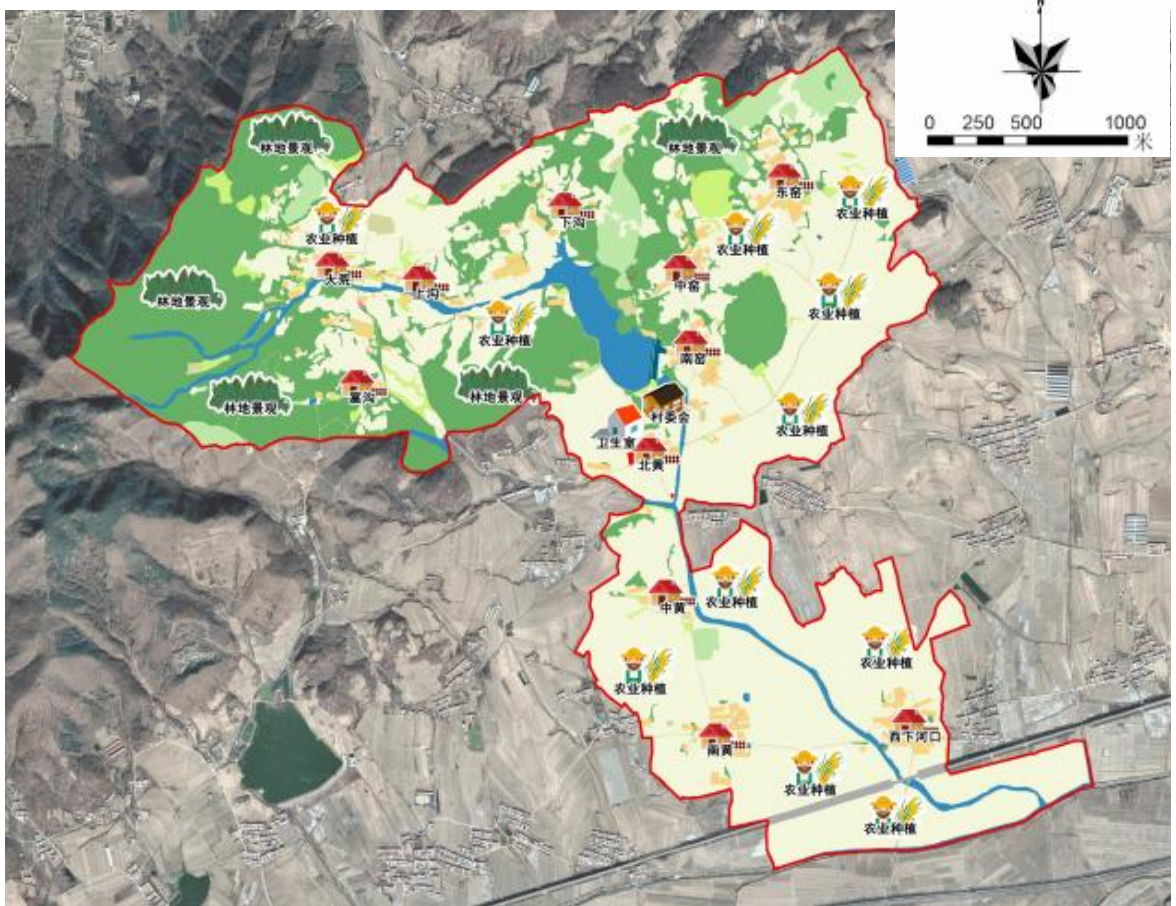 0 250 500 1000
米
林地景观
林地景观
东窑
农业种植
下沟
农业种植
农业种植
大荒
上沟
中窑
林地景观
农业种植
农业种植
南窑
富沟
林地景观
林地景观
村委会
农业种植
卫生室
北黄
中黄
农业种植
农业种植
农业种植
西下河口
南黄
农业种植
农业种植